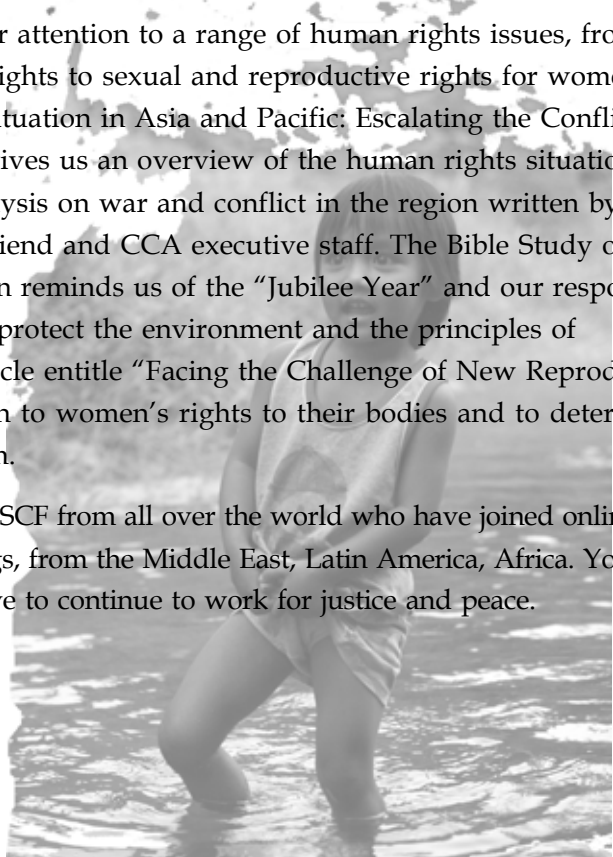 r attention to a range of human rights issues, fro
ights to sexual and reproductive rights for wome
ituation in Asia and Pacific: Escalating the Confli
ives us an overview of the human rights situatio
ysis on war and conflict in the region written by
iend and CCA executive staff. The Bible Study o
n reminds us of the “Jubilee Year” and our respo
protect the environment and the principles of
cle entitle “Facing the Challenge of New Reprod
n to women’s rights to their bodies and to deter
n.
SCF from all over the world who have joined onlin
gs, from the Middle East, Latin America, Africa. Yo
ve to continue to work for justice and peace.